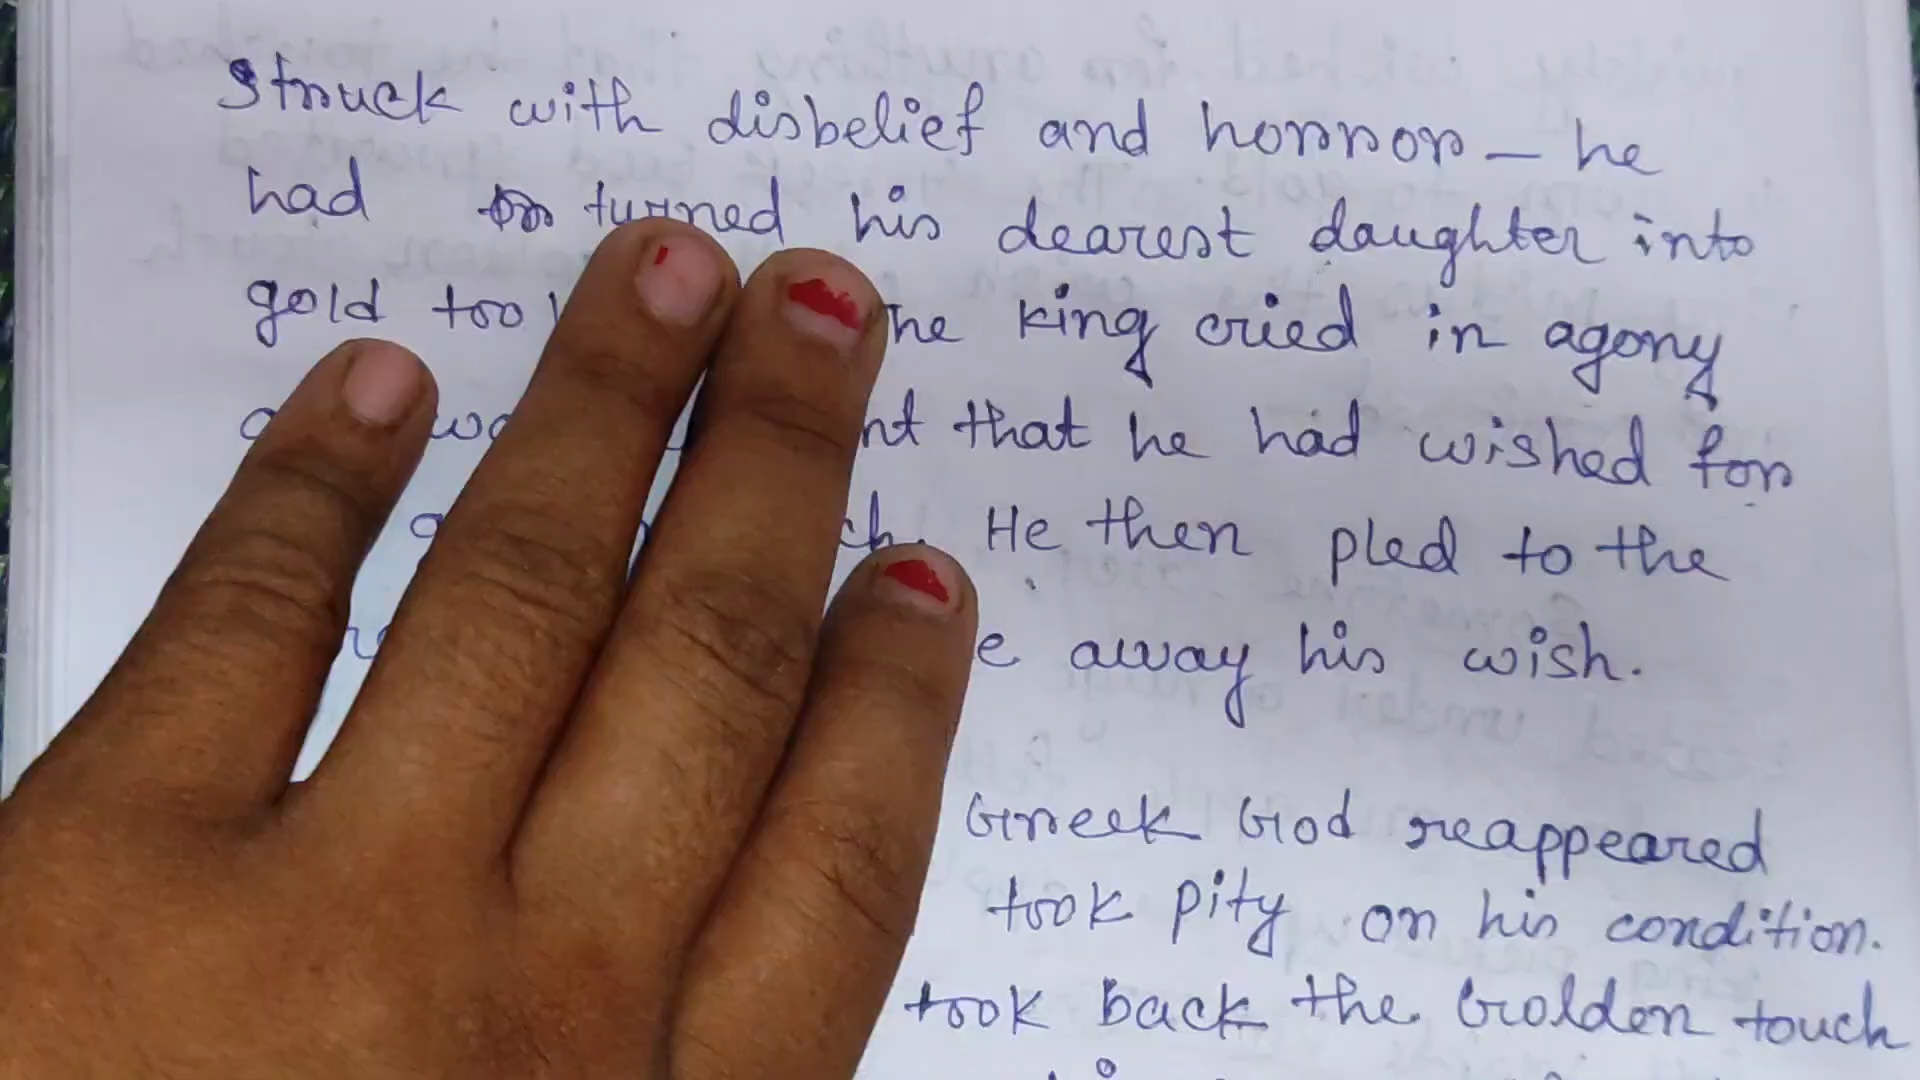 Struck with disbelief and horror – he
had turned his dearest daughter into
gold too he king cried in agony
nt that he had wished for
ch. He then pled to the
e away his wish.
Greek God reappeared
took pity on his condition.
took back the Golden touch